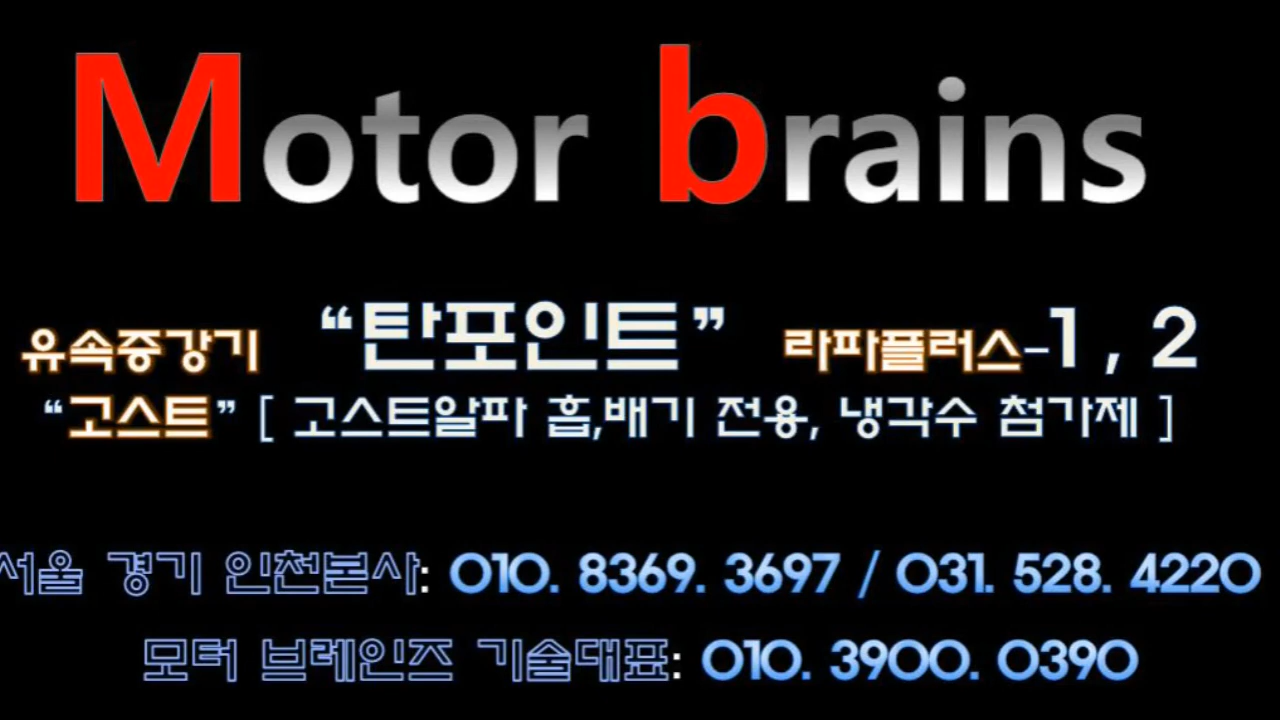 Motor brains
유속증강기 “탄포인트” 라파플러스-1 , 2
“고스트” [ 고스트알파 흡,배기 전용, 냉각수 첨가제 ]
서울 경기 인천본사: 010. 8369. 3697 / 031. 528. 4220
모터 브레인즈 기술대표: 010. 3900. 0390